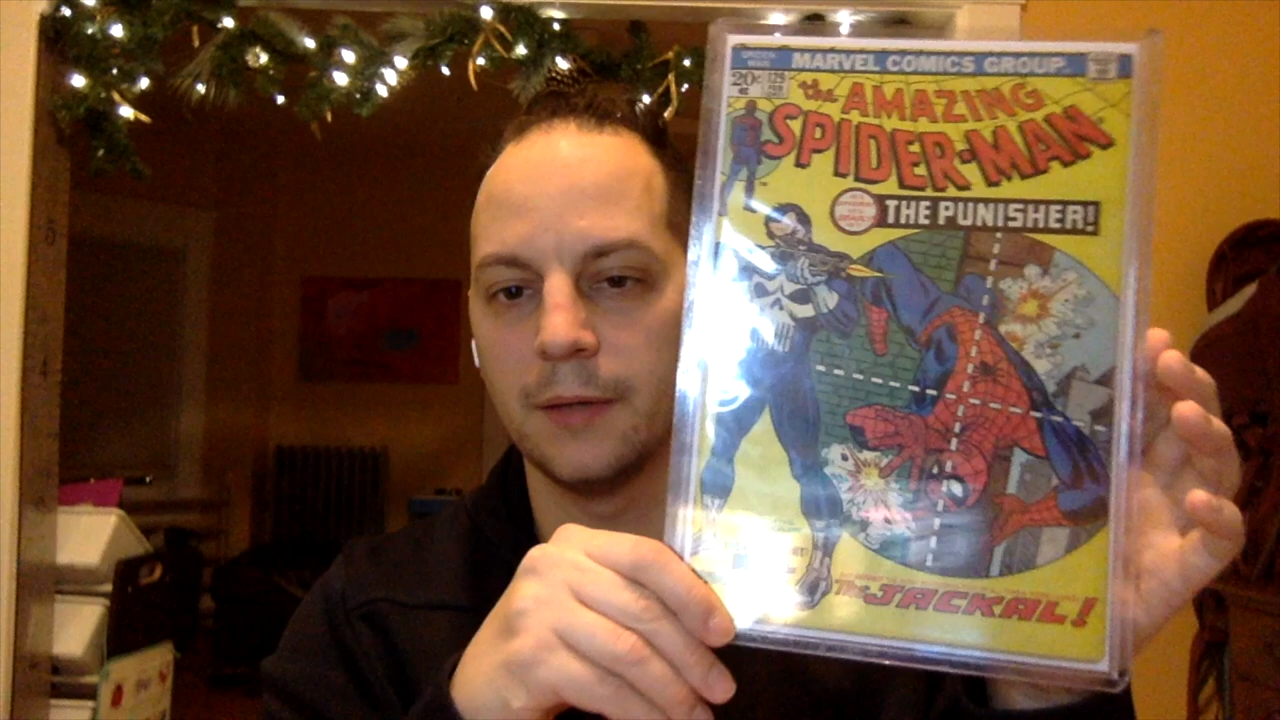 MARVEL COMICS GROUP
20¢ 129
FEB
the AMAZING
SPIDER-MAN
THE PUNISHER!
The JACKAL!